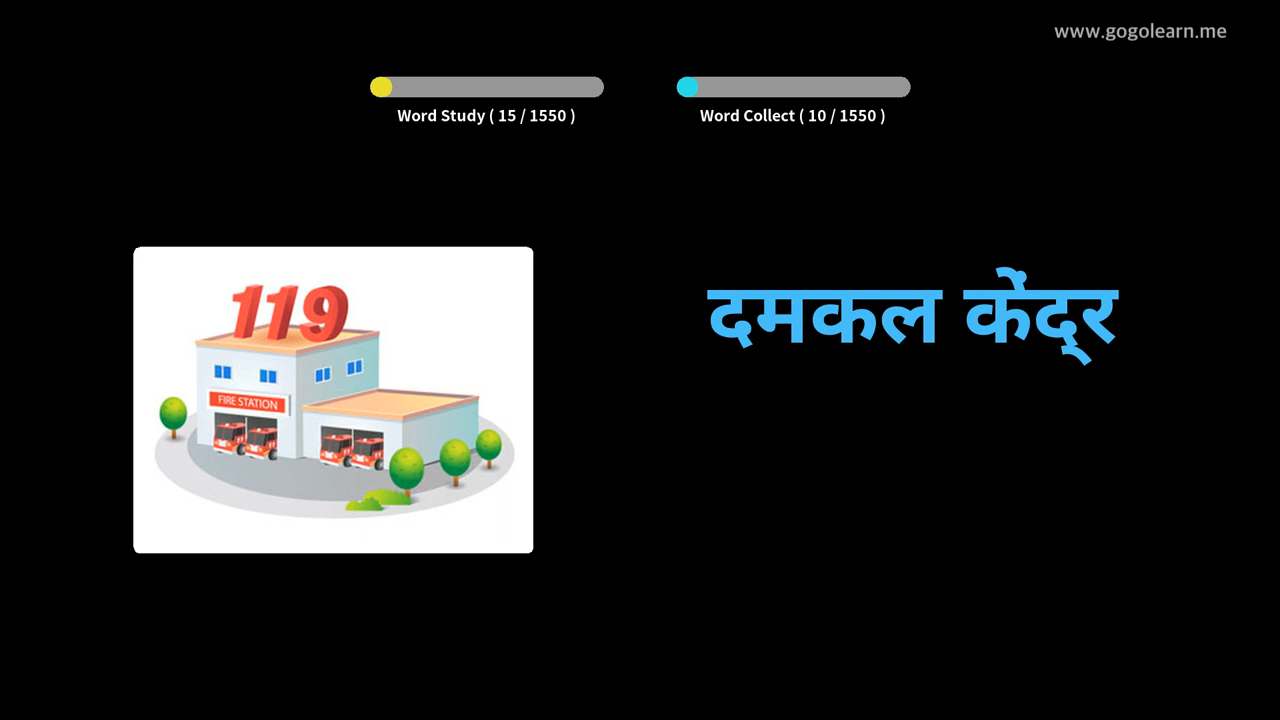 www.gogolearn.me
Word Study ( 15 / 1550 )
Word Collect ( 10 / 1550 )
119
FIRE STATION
दमकल केंद्र